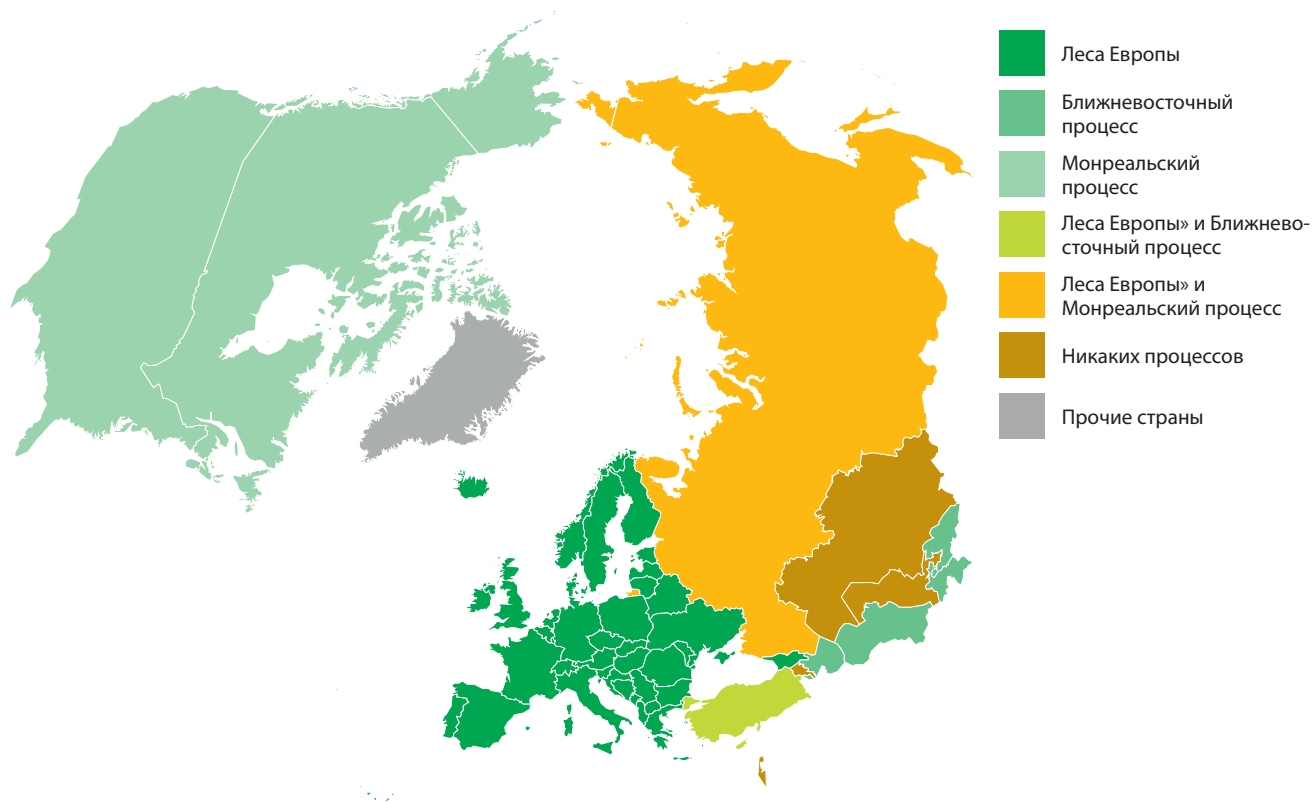 Леса Европы
Ближневосточный
процесс
Монреальский
процесс
Леса Европы» и Ближнево-
сточный процесс
Леса Европы» и
Монреальский процесс
Никаких процессов
Прочие страны